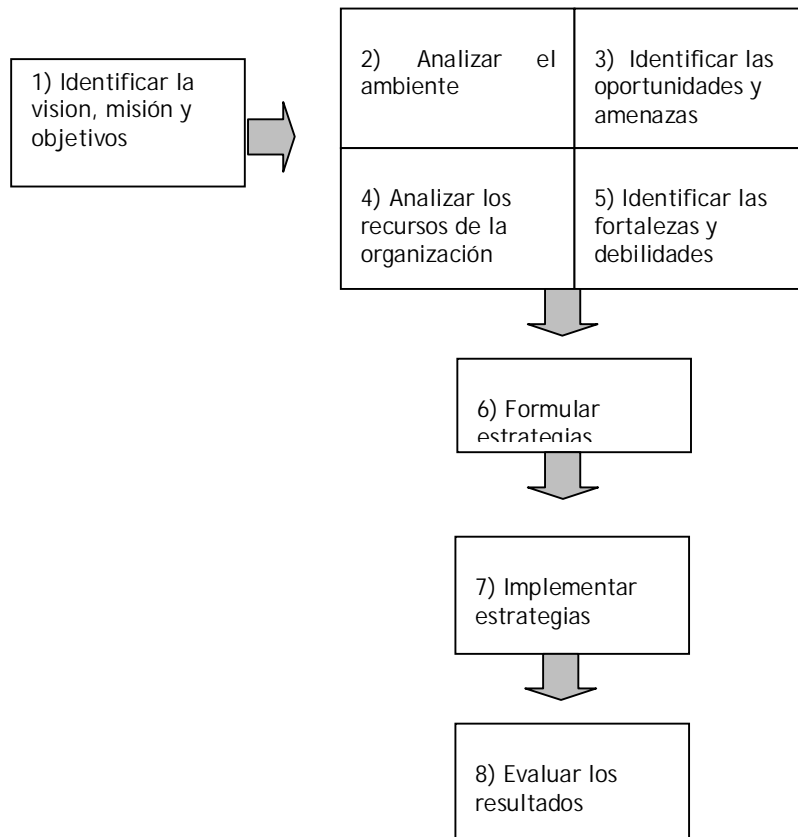 1) Identificar la
vision, misión y
objetivos
2) Analizar el
ambiente
3) Identificar las
oportunidades y
amenazas
4) Analizar los
recursos de la
organización
5) Identificar las
fortalezas y
debilidades
6) Formular
estrategias
7) Implementar
estrategias
8) Evaluar los
resultados